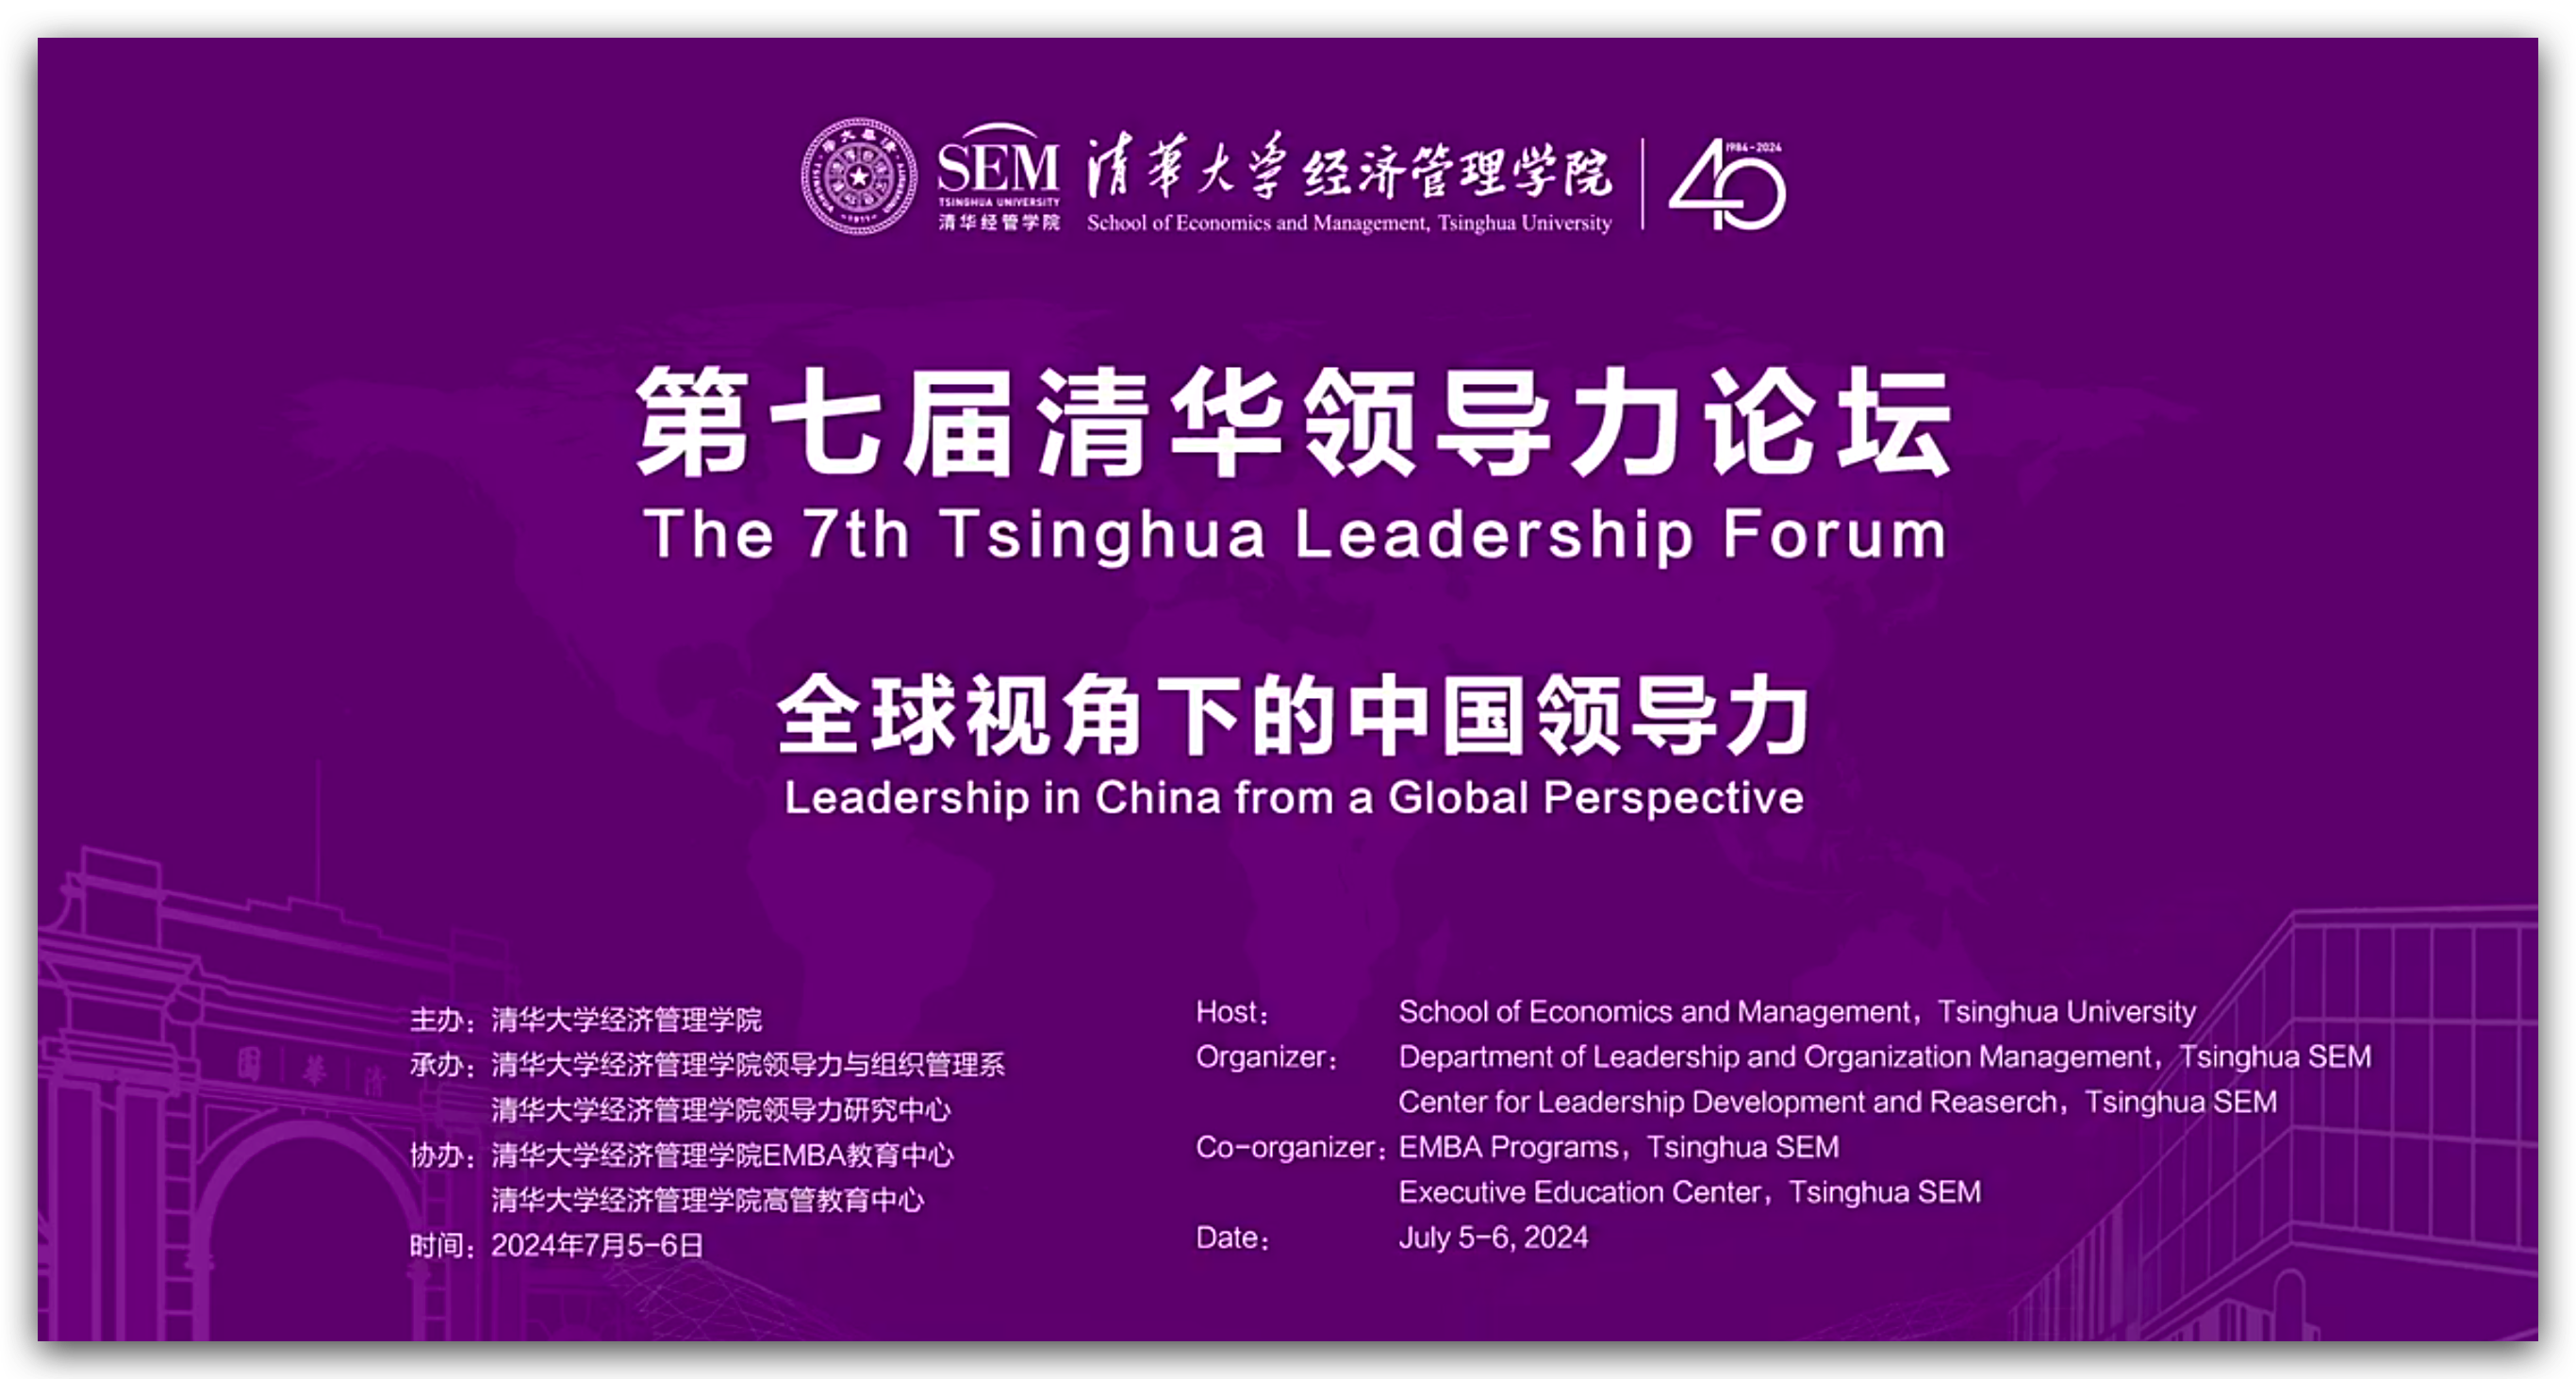 清華大学经济管理学院
School of Economics and Management, Tsinghua University
SEM
TSINGHUA UNIVERSITY
清华经管学院
1984-2024
40
第七届清华领导力论坛
The 7th Tsinghua Leadership Forum
全球视角下的中国领导力
Leadership in China from a Global Perspective
主办：清华大学经济管理学院
承办：清华大学经济管理学院领导力与组织管理系
清华大学经济管理学院领导力研究中心
协办：清华大学经济管理学院EMBA教育中心
清华大学经济管理学院高管教育中心
时间：2024年7月5-6日
Host： School of Economics and Management，Tsinghua University
Organizer： Department of Leadership and Organization Management，Tsinghua SEM
Center for Leadership Development and Reaserch，Tsinghua SEM
Co-organizer：EMBA Programs，Tsinghua SEM
Executive Education Center，Tsinghua SEM
Date： July 5-6, 2024
園華清